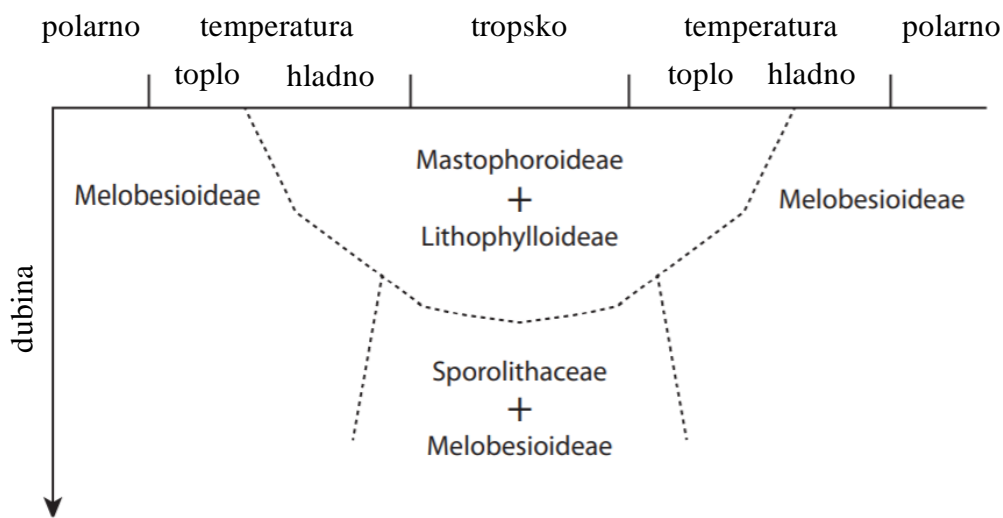 polarno temperatura tropsko temperatura polarno
toplo hladno toplo hladno
Mastophoroideae
Melobesioideae + Melobesioideae
Lithophylloideae
dubina
Sporolithaceae
+
Melobesioideae